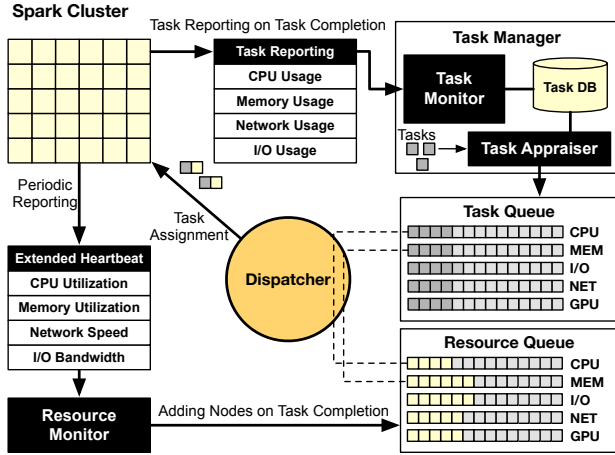 Spark Cluster
Task Reporting on Task Completion
Task Reporting
CPU Usage
Memory Usage
Network Usage
I/O Usage
Task Manager
Task
Monitor
Task DB
Tasks
Task Appraiser
Periodic
Reporting
Task
Assignment
Extended Heartbeat
CPU Utilization
Memory Utilization
Network Speed
I/O Bandwidth
Dispatcher
Task Queue
CPU
MEM
I/O
NET
GPU
Resource Queue
CPU
MEM
I/O
NET
GPU
Resource
Monitor
Adding Nodes on Task Completion